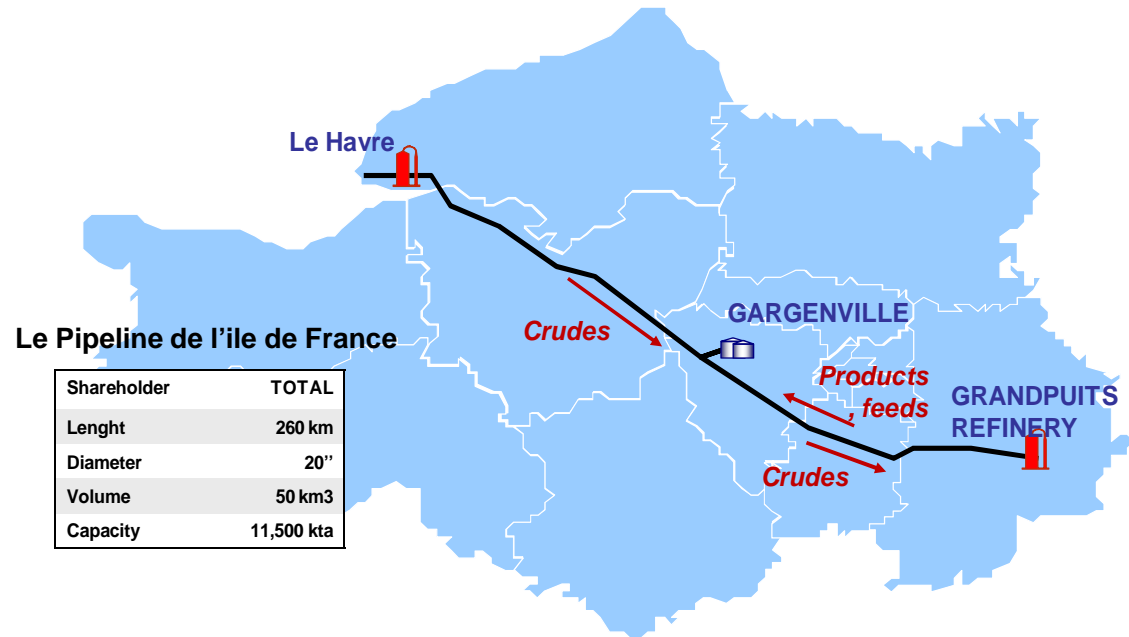 Le Havre
GARGENVILLE
Crudes
Le Pipeline de l’ile de France
Shareholder TOTAL
Lenght 260 km
Diameter 20’’
Volume 50 km3
Capacity 11,500 kta
Products
, feeds
GRANDPUITS
REFINERY
Crudes